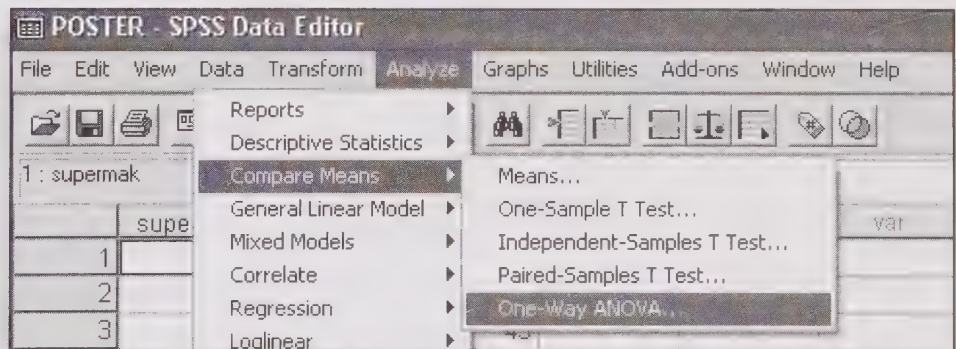 POSTER - SPSS Data Editor
File Edit View Data Transform Analyze Graphs Utilities Add-ons Window Help
1 : supermak
supe
var
1
2
3
Reports
Descriptive Statistics
Compare Means
General Linear Model
Mixed Models
Correlate
Regression
Loglinear
Means...
One-Sample T Test...
Independent-Samples T Test...
Paired-Samples T Test...
One-Way ANOVA...